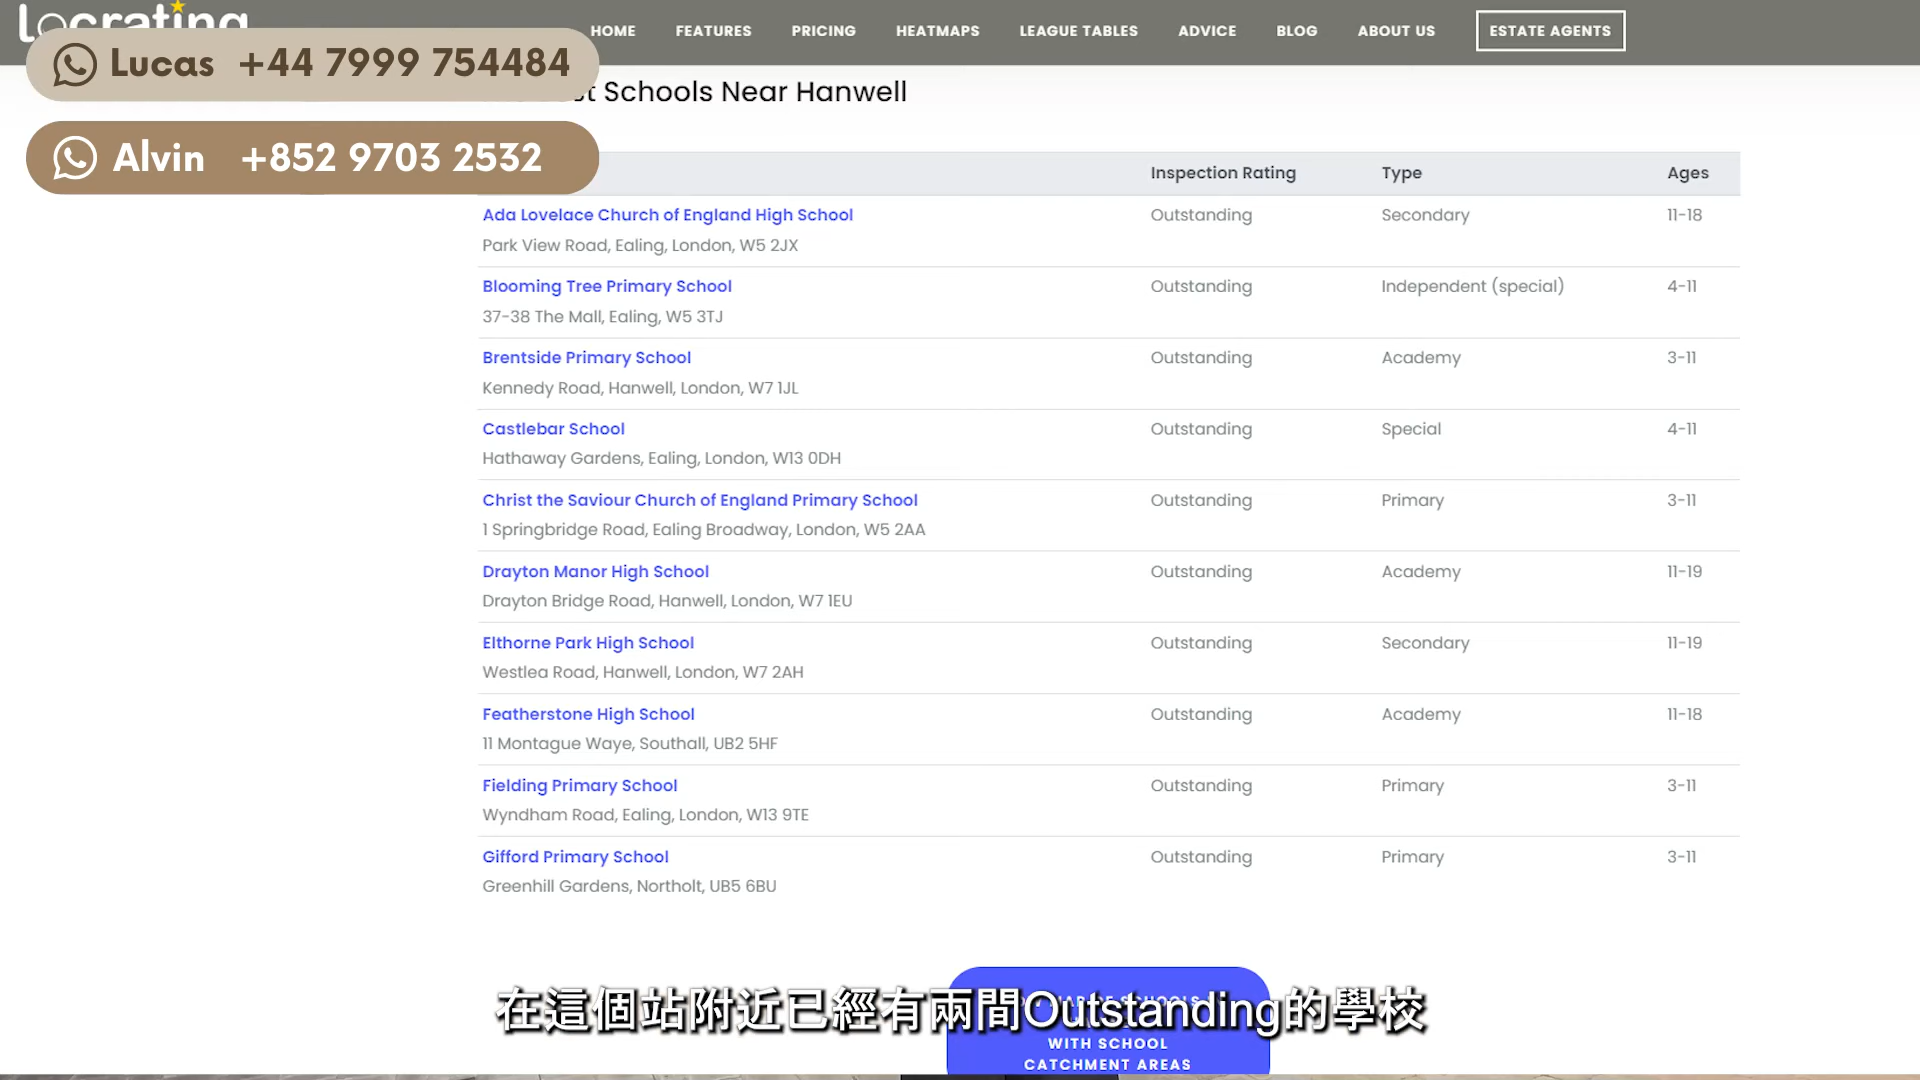 Locrating
HOME FEATURES PRICING HEATMAPS LEAGUE TABLES ADVICE BLOG ABOUT US ESTATE AGENTS
Lucas +44 7999 754484
Schools Near Hanwell
Alvin +852 9703 2532
Inspection Rating Type Ages
Ada Lovelace Church of England High School Outstanding Secondary 11-18
Park View Road, Ealing, London, W5 2JX
Blooming Tree Primary School Outstanding Independent (special) 4-11
37-38 The Mall, Ealing, W5 3TJ
Brentside Primary School Outstanding Academy 3-11
Kennedy Road, Hanwell, London, W7 1JL
Castlebar School Outstanding Special 4-11
Hathaway Gardens, Ealing, London, W13 0DH
Christ the Saviour Church of England Primary School Outstanding Primary 3-11
1 Springbridge Road, Ealing Broadway, London, W5 2AA
Drayton Manor High School Outstanding Academy 11-19
Drayton Bridge Road, Hanwell, London, W7 1EU
Elthorne Park High School Outstanding Secondary 11-19
Westlea Road, Hanwell, London, W7 2AH
Featherstone High School Outstanding Academy 11-18
11 Montague Waye, Southall, UB2 5HF
Fielding Primary School Outstanding Primary 3-11
Wyndham Road, Ealing, London, W13 9TE
Gifford Primary School Outstanding Primary 3-11
Greenhill Gardens, Northolt, UB5 6BU
在這個站附近已經有兩間Outstanding的學校
WITH SCHOOL
CATCHMENT AREAS